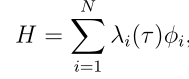 H = \sum_{i=1}^{N} \lambda_i(\tau)\phi_i,